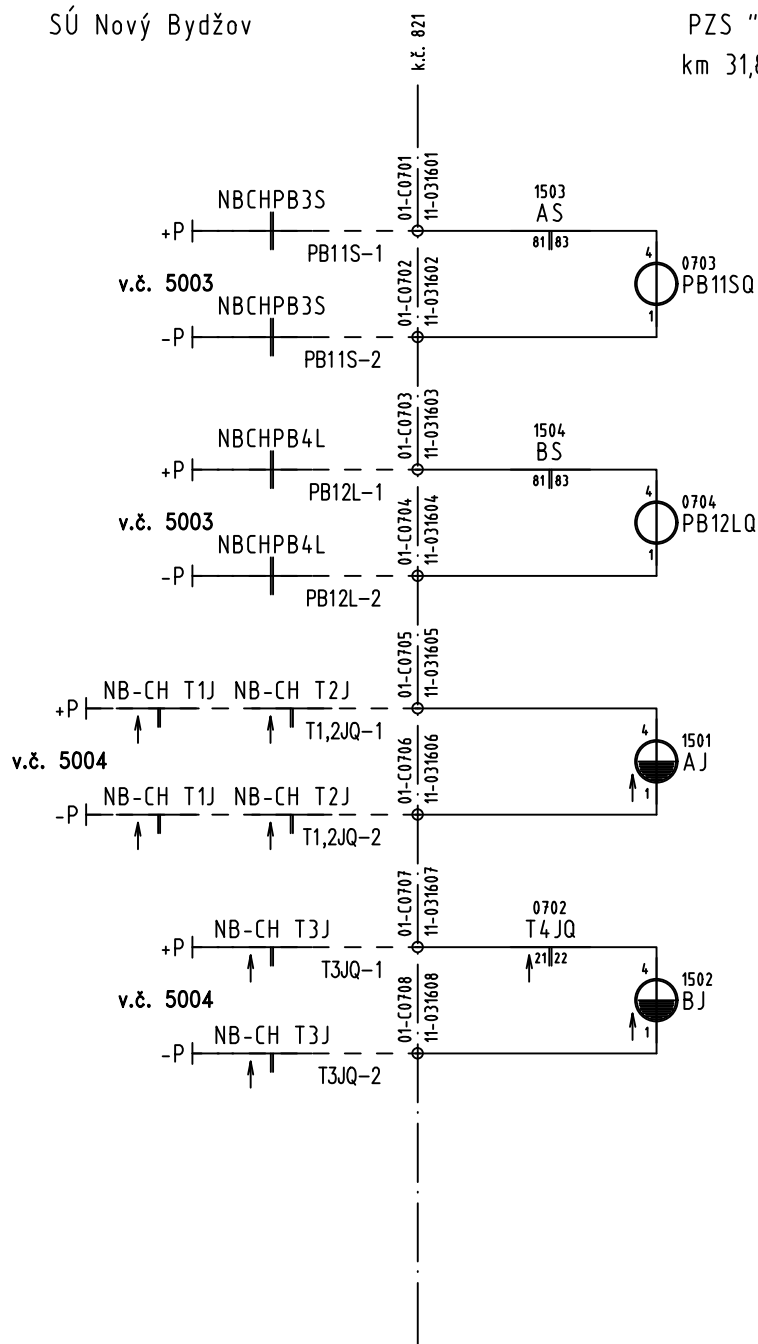 SÚ Nový Bydžov
k.č. 821
PZS "
km 31,8
01-C0701
11-031601
NBCHPB3S
+P
PB11S-1
1503
AS
81 83
v.č. 5003
4
0703
PB11SQ
1
01-C0702
11-031602
NBCHPB3S
-P
PB11S-2
01-C0703
11-031603
NBCHPB4L
+P
PB12L-1
1504
BS
81 83
v.č. 5003
4
0704
PB12LQ
1
01-C0704
11-031604
NBCHPB4L
-P
PB12L-2
01-C0705
11-031605
NB-CH T1J NB-CH T2J
+P
T1,2JQ-1
v.č. 5004
4
1501
AJ
1
01-C0706
11-031606
NB-CH T1J NB-CH T2J
-P
T1,2JQ-2
01-C0707
11-031607
NB-CH T3J
+P
T3JQ-1
0702
T4JQ
21 22
v.č. 5004
4
1502
BJ
1
01-C0708
11-031608
NB-CH T3J
-P
T3JQ-2